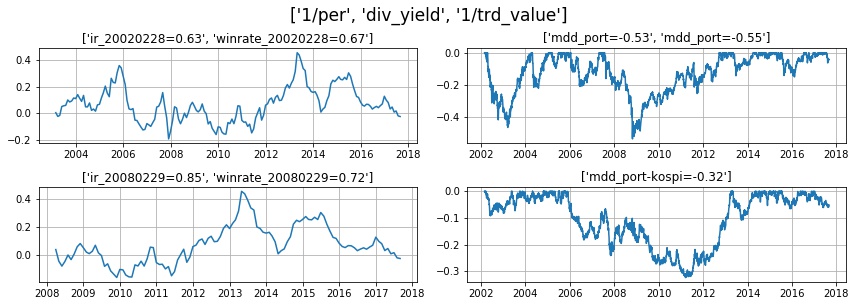 ['1/per', 'div_yield', '1/trd_value']
['ir_20020228=0.63', 'winrate_20020228=0.67']
0.4
0.2
0.0
−0.2
2004 2006 2008 2010 2012 2014 2016 2018
['mdd_port=-0.53', 'mdd_port=-0.55']
0.0
−0.2
−0.4
2002 2004 2006 2008 2010 2012 2014 2016 2018
['ir_20080229=0.85', 'winrate_20080229=0.72']
0.4
0.2
0.0
2008 2009 2010 2011 2012 2013 2014 2015 2016 2017 2018
['mdd_port-kospi=-0.32']
0.0
−0.1
−0.2
−0.3
2002 2004 2006 2008 2010 2012 2014 2016 2018